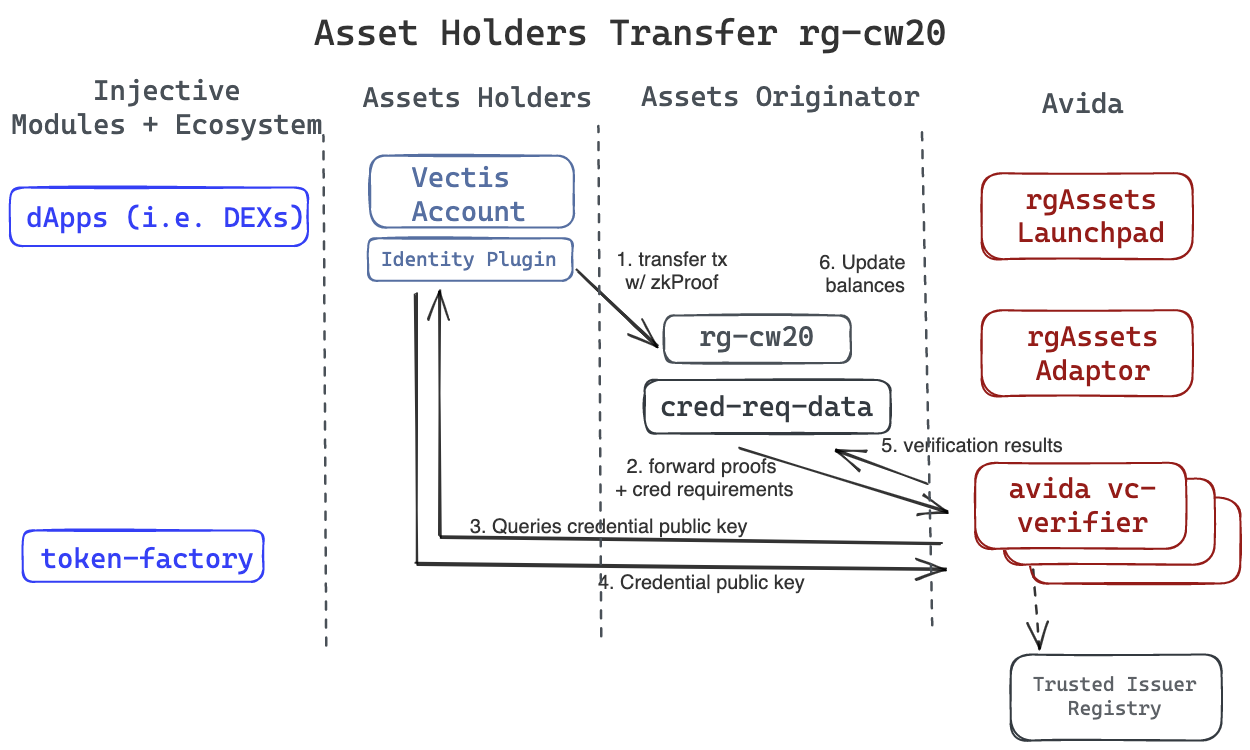 Asset Holders Transfer rg-cw20
Injective
Modules + Ecosystem
Assets Holders
Assets Originator
Avida
dApps (i.e. DEXs)
Vectis
Account
Identity Plugin
1. transfer tx
w/ zkProof
6. Update
balances
rg-cw20
cred-req-data
rgAssets
Launchpad
rgAssets
Adaptor
5. verification results
2. forward proofs
+ cred requirements
avida vc-
verifier
3. Queries credential public key
4. Credential public key
token-factory
Trusted Issuer
Registry